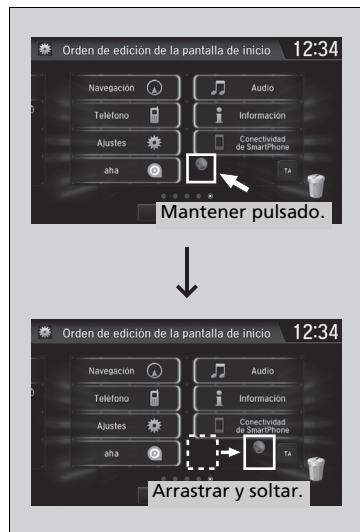 Orden de edición de la pantalla de inicio 12:34
Navegación Audio
Teléfono Información
Ajustes Conectividad
de SmartPhone
aha TA
Mantener pulsado.
Orden de edición de la pantalla de inicio 12:34
Navegación Audio
Teléfono Información
Ajustes Conectividad
de SmartPhone
aha TA
Arrastrar y soltar.